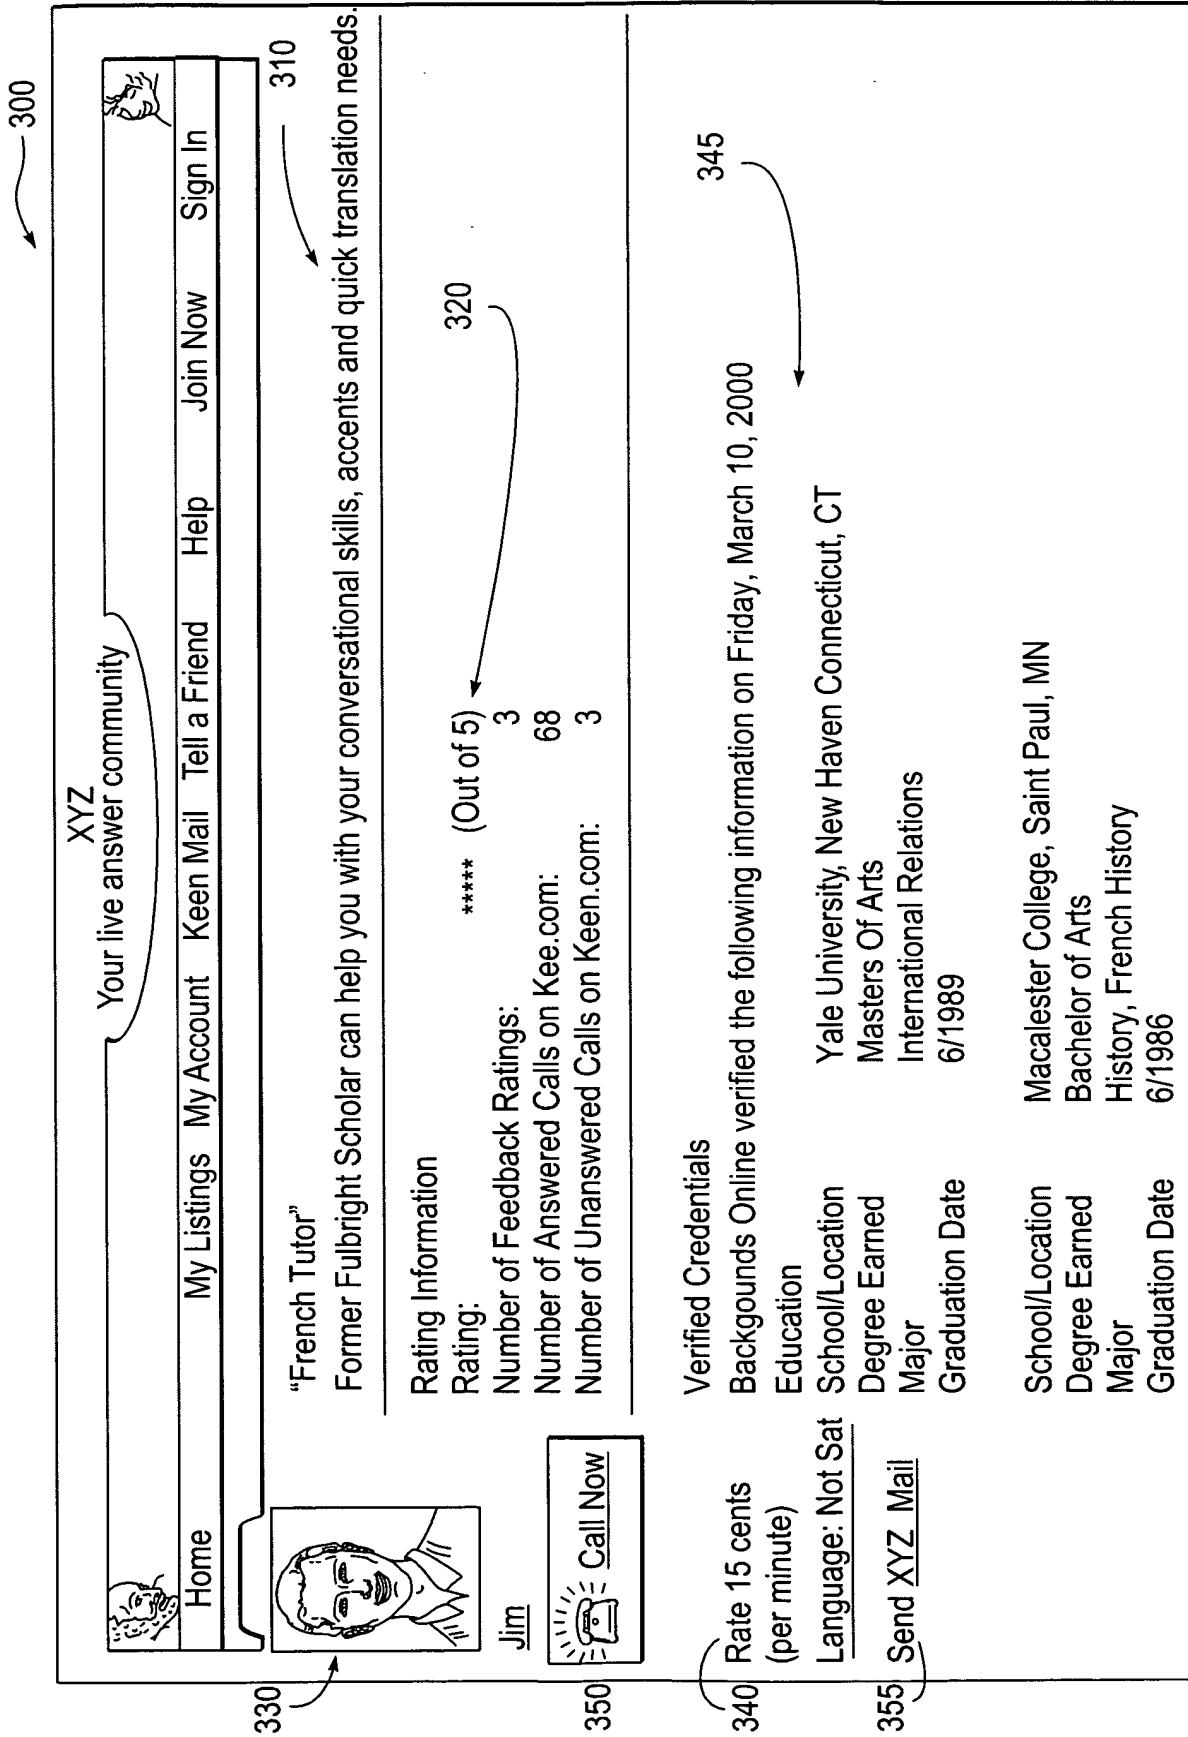 300
XYZ
Your live answer community
Home My Listings My Account Keen Mail Tell a Friend Help Join Now Sign In
310
"French Tutor"
Former Fulbright Scholar can help you with your conversational skills, accents and quick translation needs.
330
320
Rating Information
Rating: ***** (Out of 5)
Number of Feedback Ratings: 3
Number of Answered Calls on Kee.com: 68
Number of Unanswered Calls on Keen.com: 3
Jim
350
Call Now
345
Verified Credentials
Backgounds Online verified the following information on Friday, March 10, 2000
Education
School/Location Yale University, New Haven Connecticut, CT
Degree Earned Masters Of Arts
Major International Relations
Graduation Date 6/1989
340
Rate 15 cents
(per minute)
Language: Not Sat
355
Send XYZ Mail
School/Location Macalester College, Saint Paul, MN
Degree Earned Bachelor of Arts
Major History, French History
Graduation Date 6/1986